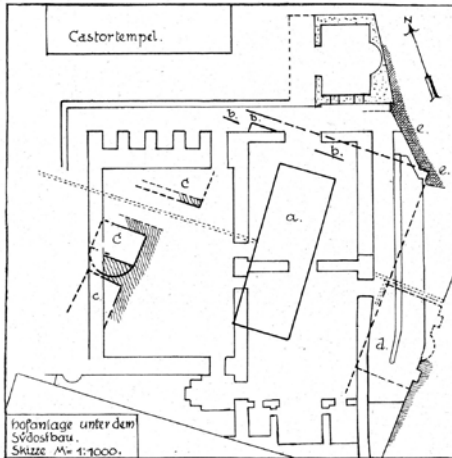 Castortempel.
N
e.
b. b.
b.
e.
c
a.
c
c
d.
hofanlage unter dem
Südostbau.
Skizze M= 1:1000.